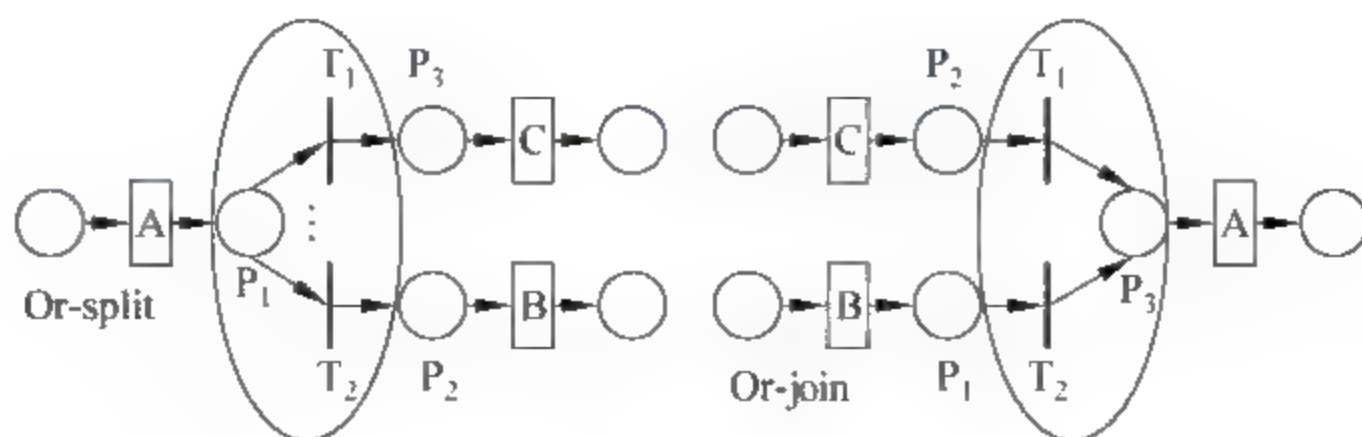 T₁ P₃ P₂ T₁
C C
A A
P₁ P₃
Or-split B B
T₂ P₂ Or-join P₁ T₂